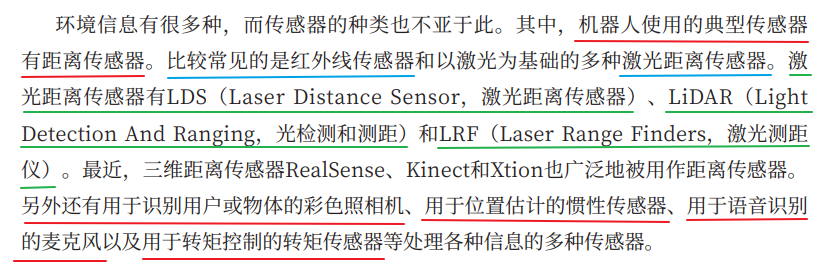 环境信息有很多种，而传感器的种类也不亚于此。其中，机器人使用的典型传感器
有距离传感器。比较常见的是红外线传感器和以激光为基础的多种激光距离传感器。激
光距离传感器有LDS（Laser Distance Sensor，激光距离传感器）、LiDAR（Light
Detection And Ranging，光检测和测距）和LRF（Laser Range Finders，激光测距
仪）。最近，三维距离传感器RealSense、Kinect和Xtion也广泛地被用作距离传感器。
另外还有用于识别用户或物体的彩色照相机、用于位置估计的惯性传感器、用于语音识别
的麦克风以及用于转矩控制的转矩传感器等处理各种信息的多种传感器。